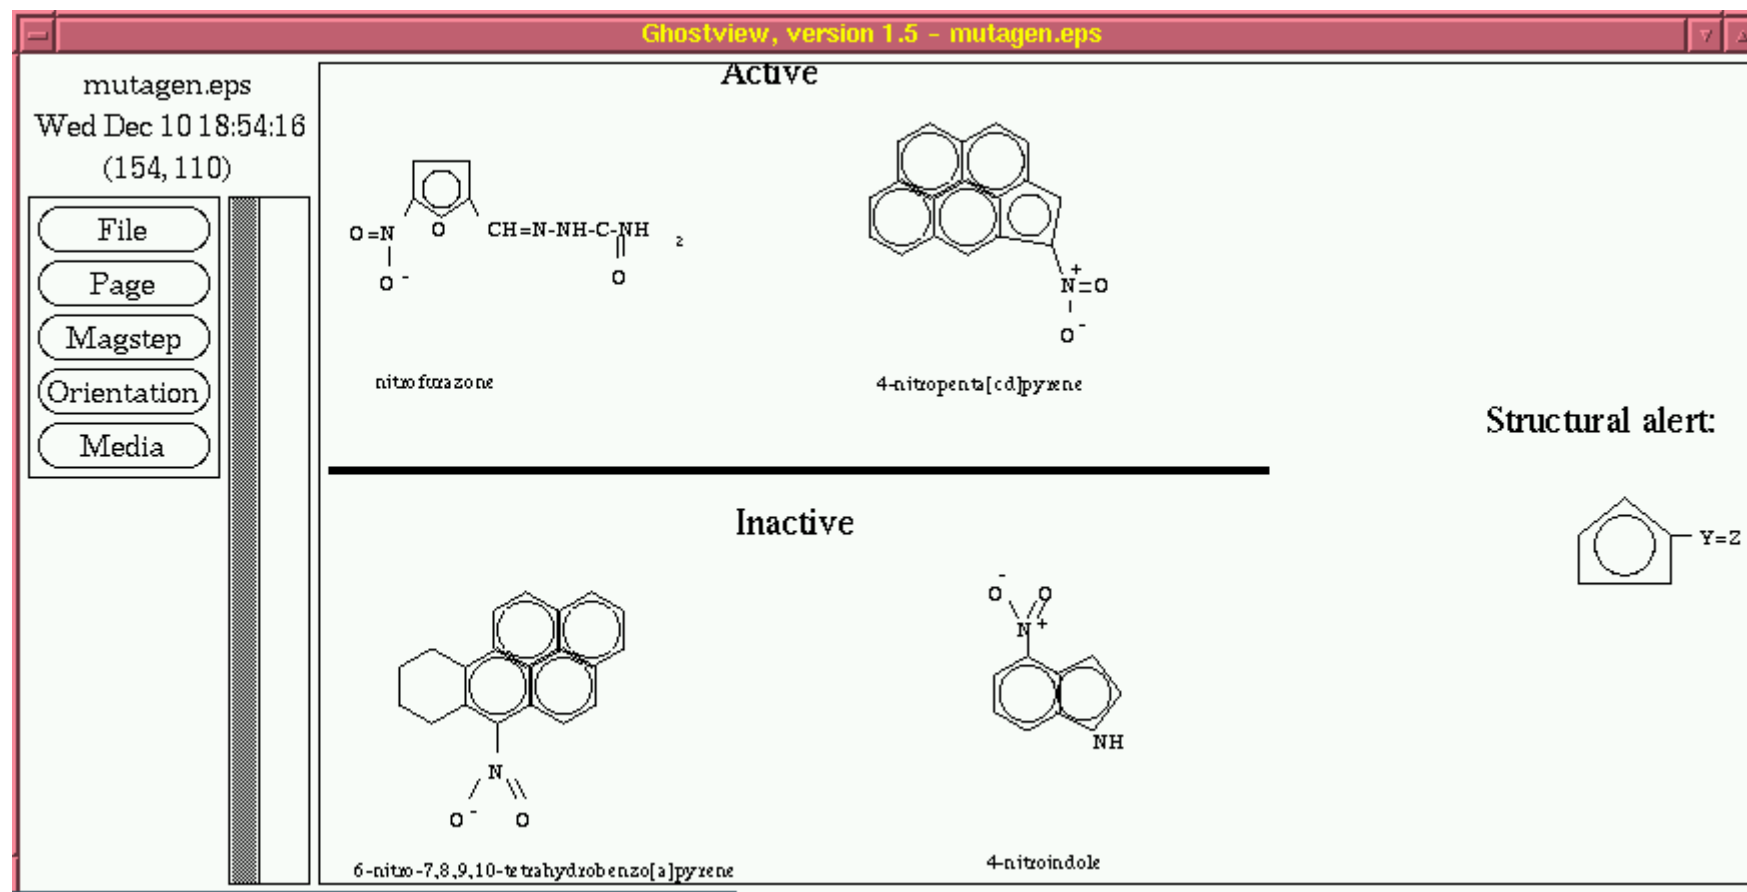 Ghostview, version 1.5 - mutagen.eps
mutagen.eps
Wed Dec 10 18:54:16
(154, 110)
File
Page
Magstep
Orientation
Media
Active
O=N
O
CH=N-NH-C-NH 2
O -
O
N + =O
O -
nitrofurazone
4-nitropenta[cd]pyrene
Structural alert:
Y=Z
Inactive
O - O
N +
NH
N
O - O
6-nitro-7,8,9,10-tetrahydrobenzo[a]pyrene
4-nitroindole